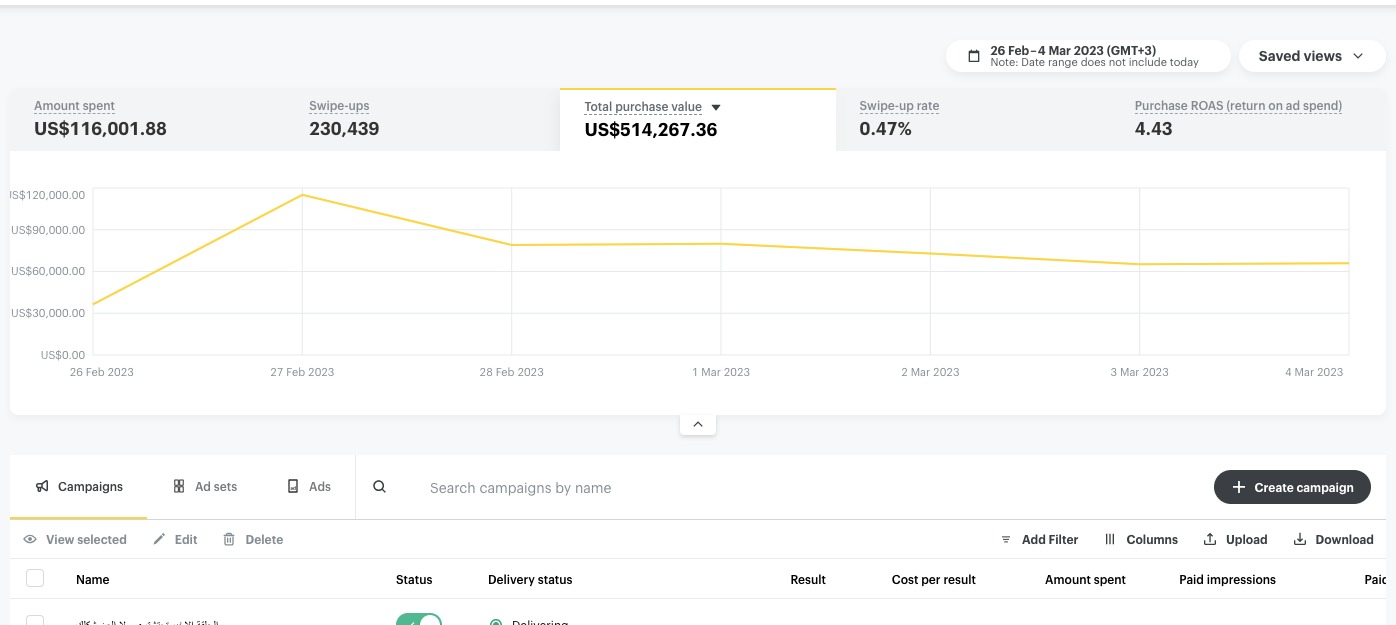 26 Feb – 4 Mar 2023 (GMT+3)
Note: Date range does not include today
Saved views
Amount spent
US$116,001.88
Swipe-ups
230,439
Total purchase value
US$514,267.36
Swipe-up rate
0.47%
Purchase ROAS (return on ad spend)
4.43
US$120,000.00
US$90,000.00
US$60,000.00
US$30,000.00
US$0.00
26 Feb 2023 27 Feb 2023 28 Feb 2023 1 Mar 2023 2 Mar 2023 3 Mar 2023 4 Mar 2023
Campaigns Ad sets Ads Search campaigns by name + Create campaign
View selected Edit Delete Add Filter Columns Upload Download
Name Status Delivery status Result Cost per result Amount spent Paid impressions Paid
Delivering